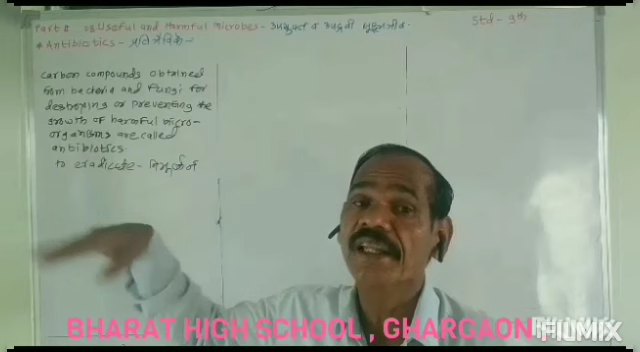 Part 2 Useful and Harmful Microbes - उपयुक्त व उपद्रवी सूक्ष्मजीव.
Std - 9th
* Antibiotics - प्रतिजैविके -
carbon compounds obtained
from bacteria and fungi for
destroying or preventing the
growth of harmful micro-
organisms are called
antibiotics.
to eradicate - निर्मूलन
BHARAT HIGH SCHOOL, GHARGAON
FILMIX